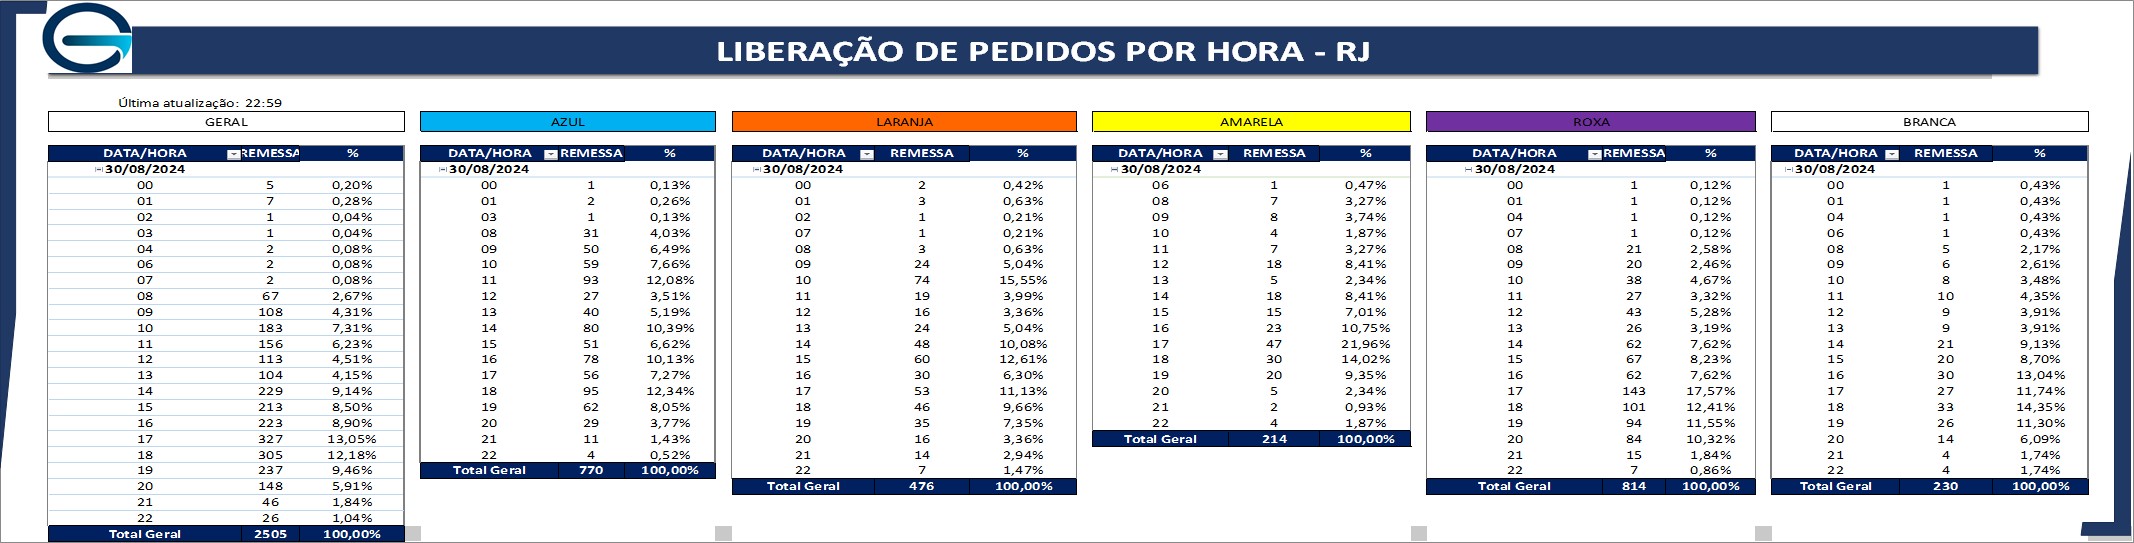 LIBERAÇÃO DE PEDIDOS POR HORA - RJ
Última atualização: 22:59
GERAL
DATA/HORA REMESSA %
30/08/2024
00 5 0,20%
01 7 0,28%
02 1 0,04%
03 1 0,04%
04 2 0,08%
06 2 0,08%
07 2 0,08%
08 67 2,67%
09 108 4,31%
10 183 7,31%
11 156 6,23%
12 113 4,51%
13 104 4,15%
14 229 9,14%
15 213 8,50%
16 223 8,90%
17 327 13,05%
18 305 12,18%
19 237 9,46%
20 148 5,91%
21 46 1,84%
22 26 1,04%
Total Geral 2505 100,00%
AZUL
DATA/HORA REMESSA %
30/08/2024
00 1 0,13%
01 2 0,26%
03 1 0,13%
08 31 4,03%
09 50 6,49%
10 59 7,66%
11 93 12,08%
12 27 3,51%
13 40 5,19%
14 80 10,39%
15 51 6,62%
16 78 10,13%
17 56 7,27%
18 95 12,34%
19 62 8,05%
20 29 3,77%
21 11 1,43%
22 4 0,52%
Total Geral 770 100,00%
LARANJA
DATA/HORA REMESSA %
30/08/2024
00 2 0,42%
01 3 0,63%
02 1 0,21%
07 1 0,21%
08 3 0,63%
09 24 5,04%
10 74 15,55%
11 19 3,99%
12 16 3,36%
13 24 5,04%
14 48 10,08%
15 60 12,61%
16 30 6,30%
17 53 11,13%
18 46 9,66%
19 35 7,35%
20 16 3,36%
21 14 2,94%
22 7 1,47%
Total Geral 476 100,00%
AMARELA
DATA/HORA REMESSA %
30/08/2024
06 1 0,47%
08 7 3,27%
09 8 3,74%
10 4 1,87%
11 7 3,27%
12 18 8,41%
13 5 2,34%
14 18 8,41%
15 15 7,01%
16 23 10,75%
17 47 21,96%
18 30 14,02%
19 20 9,35%
20 5 2,34%
21 2 0,93%
22 4 1,87%
Total Geral 214 100,00%
ROXA
DATA/HORA REMESSA %
30/08/2024
00 1 0,12%
01 1 0,12%
04 1 0,12%
07 1 0,12%
08 21 2,58%
09 20 2,46%
10 38 4,67%
11 27 3,32%
12 43 5,28%
13 26 3,19%
14 62 7,62%
15 67 8,23%
16 62 7,62%
17 143 17,57%
18 101 12,41%
19 94 11,55%
20 84 10,32%
21 15 1,84%
22 7 0,86%
Total Geral 814 100,00%
BRANCA
DATA/HORA REMESSA %
30/08/2024
00 1 0,43%
01 1 0,43%
04 1 0,43%
06 1 0,43%
08 5 2,17%
09 6 2,61%
10 8 3,48%
11 10 4,35%
12 9 3,91%
13 9 3,91%
14 21 9,13%
15 20 8,70%
16 30 13,04%
17 27 11,74%
18 33 14,35%
19 26 11,30%
20 14 6,09%
21 4 1,74%
22 4 1,74%
Total Geral 230 100,00%